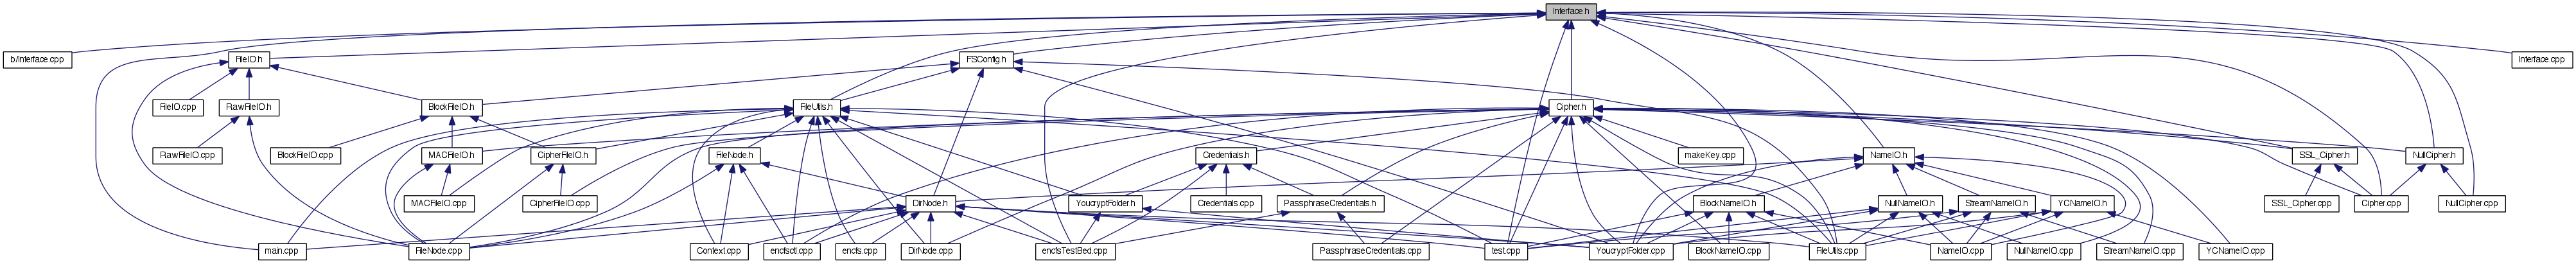 Interface.h
b/Interface.cpp
FileIO.h
FSConfig.h
Interface.cpp
FileIO.cpp
RawFileIO.h
BlockFileIO.h
FileUtils.h
Cipher.h
RawFileIO.cpp
BlockFileIO.cpp
MACFileIO.h
CipherFileIO.h
FileNode.h
Credentials.h
makeKey.cpp
NameIO.h
SSL_Cipher.h
NullCipher.h
MACFileIO.cpp
CipherFileIO.cpp
DirNode.h
YoucryptFolder.h
Credentials.cpp
PassphraseCredentials.h
BlockNameIO.h
NullNameIO.h
StreamNameIO.h
YCNameIO.h
SSL_Cipher.cpp
Cipher.cpp
NullCipher.cpp
main.cpp
FileNode.cpp
Context.cpp
encfsctl.cpp
encfs.cpp
DirNode.cpp
encfsTestBed.cpp
PassphraseCredentials.cpp
test.cpp
YoucryptFolder.cpp
BlockNameIO.cpp
FileUtils.cpp
NameIO.cpp
NullNameIO.cpp
StreamNameIO.cpp
YCNameIO.cpp